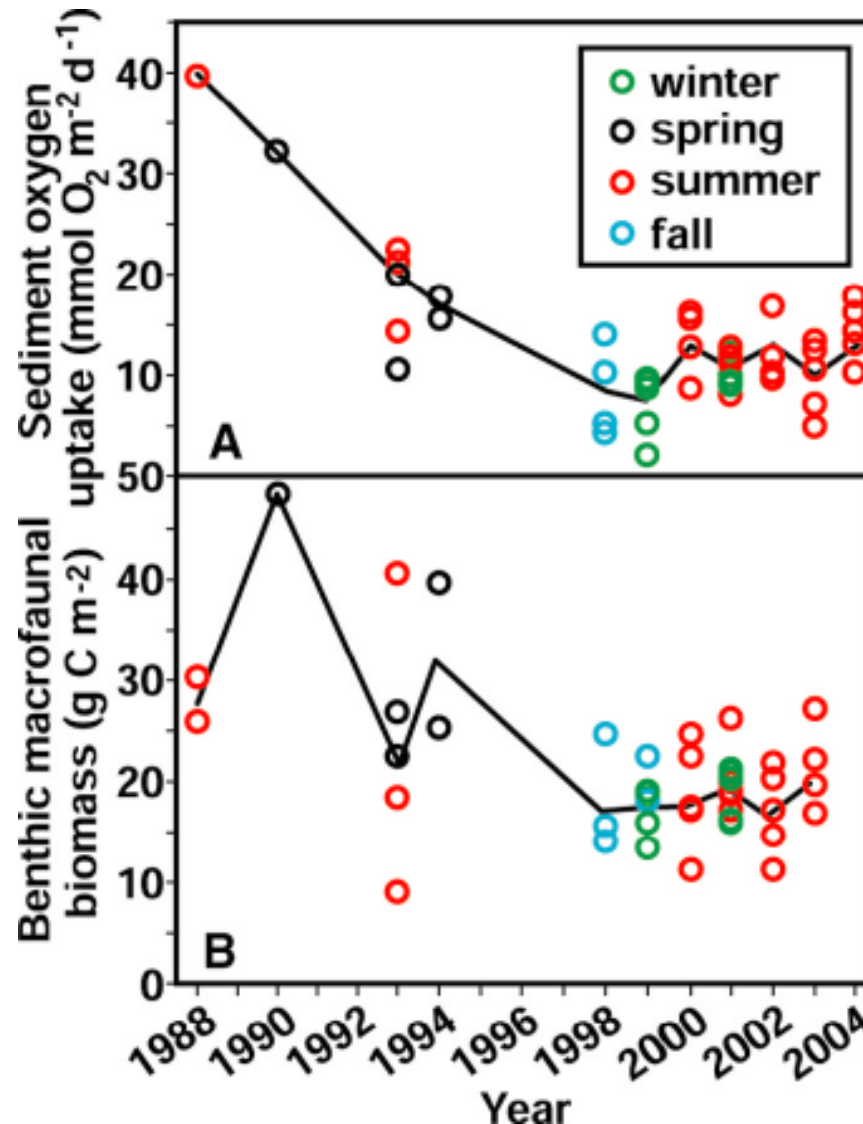 Sediment oxygen
uptake (mmol O2 m-2 d-1)
40
30
20
10
winter
spring
summer
fall
A
Benthic macrofaunal
biomass (g C m-2)
50
40
30
20
10
0
B
1988
1990
1992
1994
1996
1998
2000
2002
2004
Year